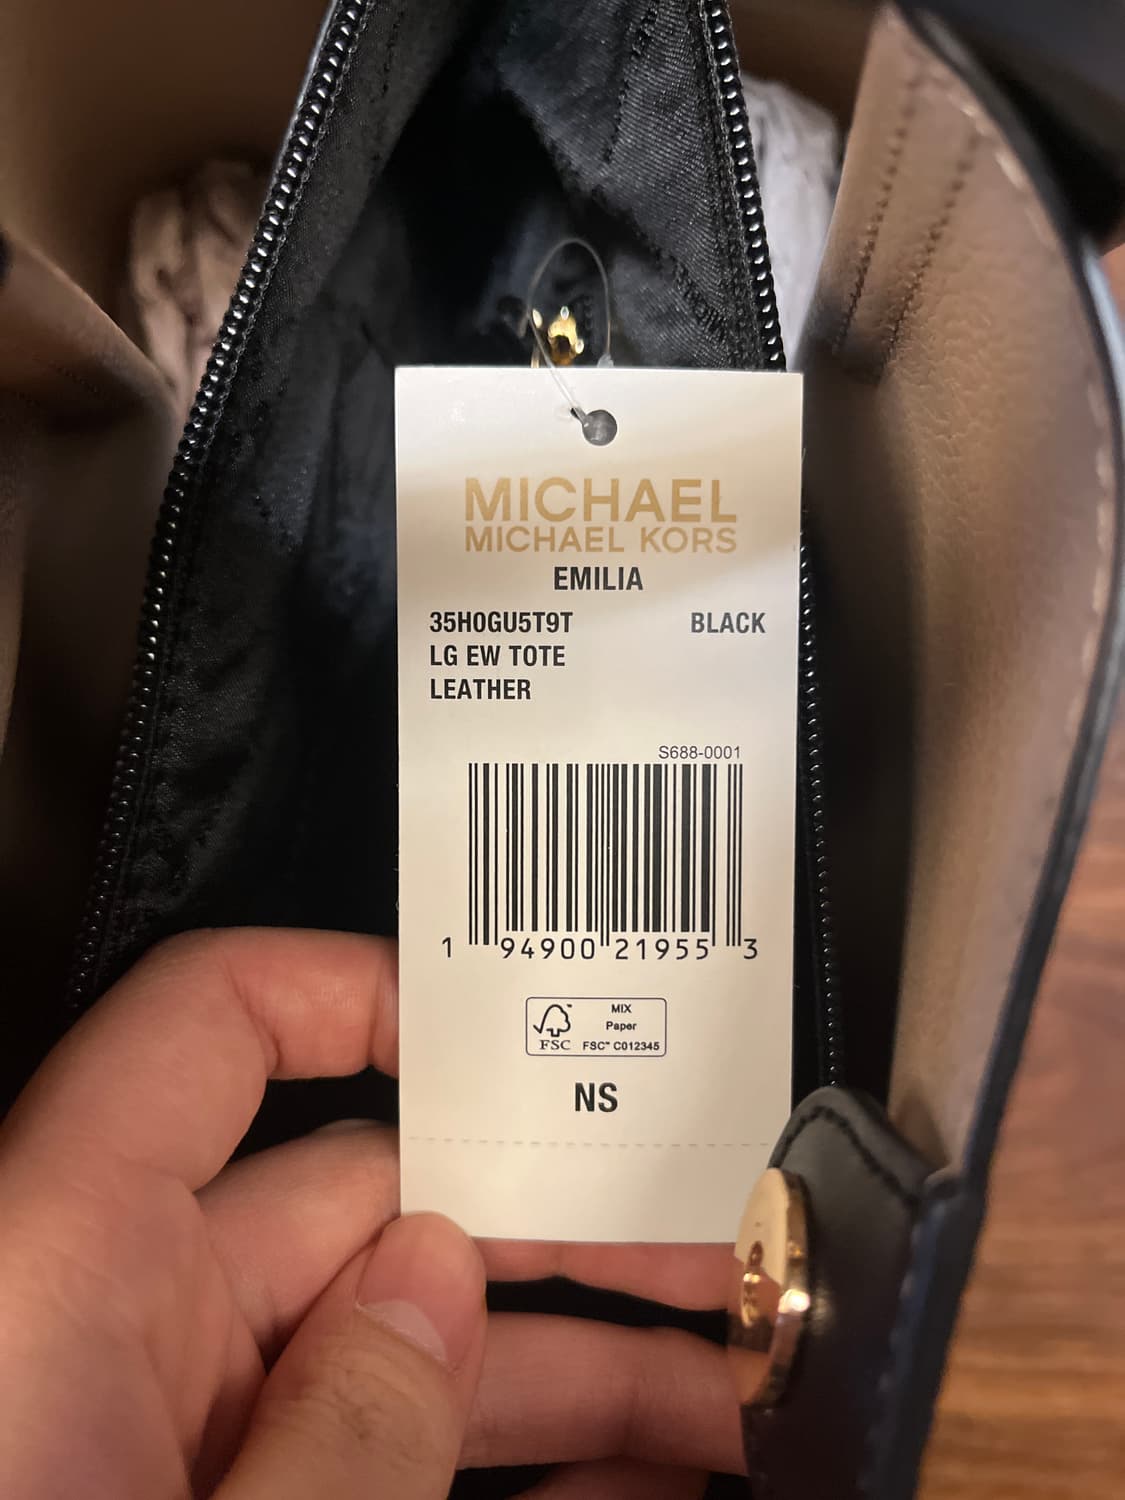 MICHAEL
MICHAEL KORS
EMILIA
35H0GU5T9T BLACK
LG EW TOTE
LEATHER
S688-0001
1 94900 21955 3
FSC
MIX
Paper
FSC™ C012345
NS